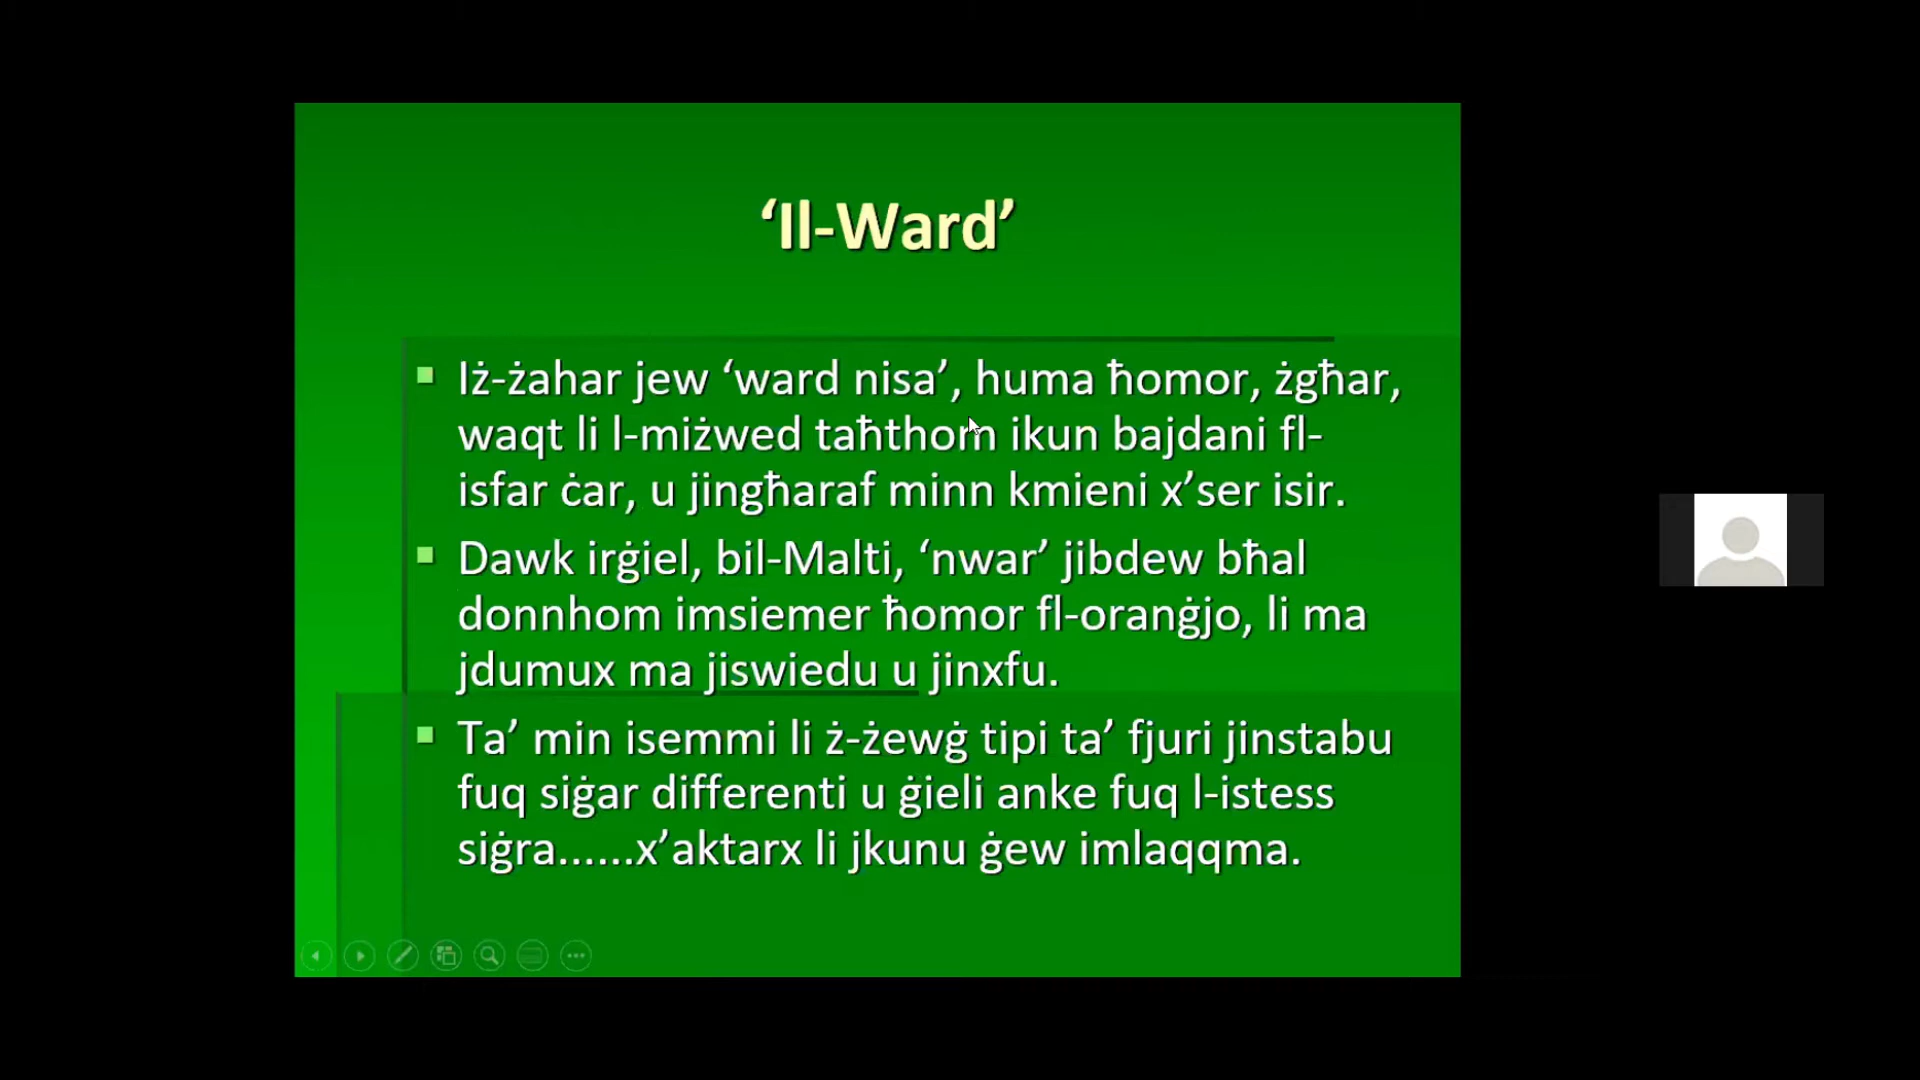 ‘Il-Ward’
Iż-żahar jew ‘ward nisa’, huma ħomor, żgħar,
waqt li l-miżwed taħthom ikun bajdani fl-
isfar ċar, u jingħaraf minn kmieni x’ser isir.
Dawk irġiel, bil-Malti, ‘nwar’ jibdew bħal
donnhom imsiemer ħomor fl-oranġjo, li ma
jdumux ma jiswiedu u jinxfu.
Ta’ min isemmi li ż-żewġ tipi ta’ fjuri jinstabu
fuq siġar differenti u ġieli anke fuq l-istess
siġra......x’aktarx li jkunu ġew imlaqqma.